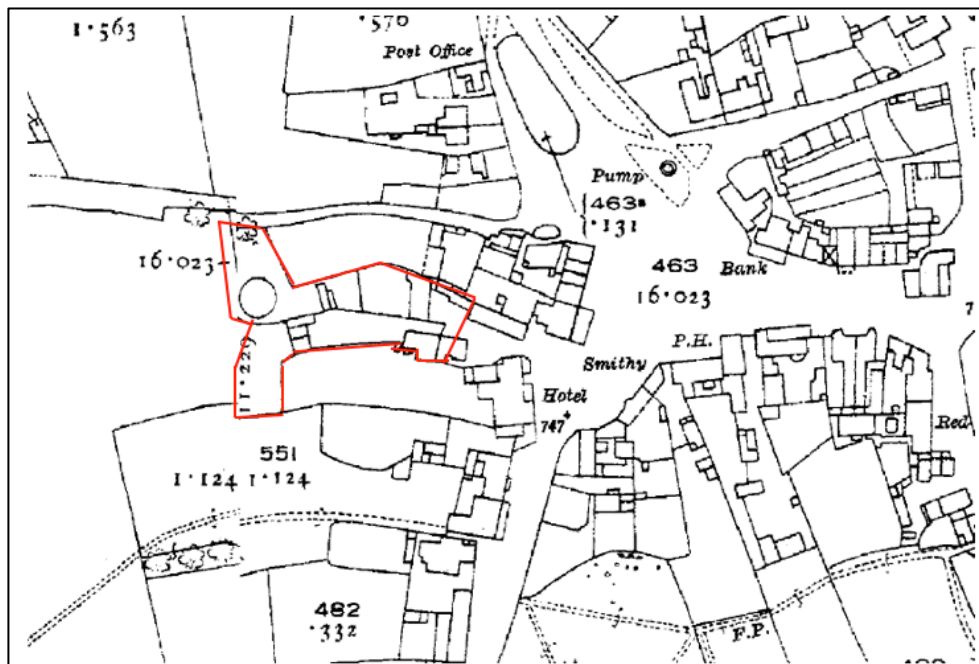 1·563
·576
Post Office
Pump
463a
·131
16·023
463
16·023
Bank
P.H.
Smithy
11·229
Hotel
747
Red
551
1·124 1·124
482
·332
F.P.